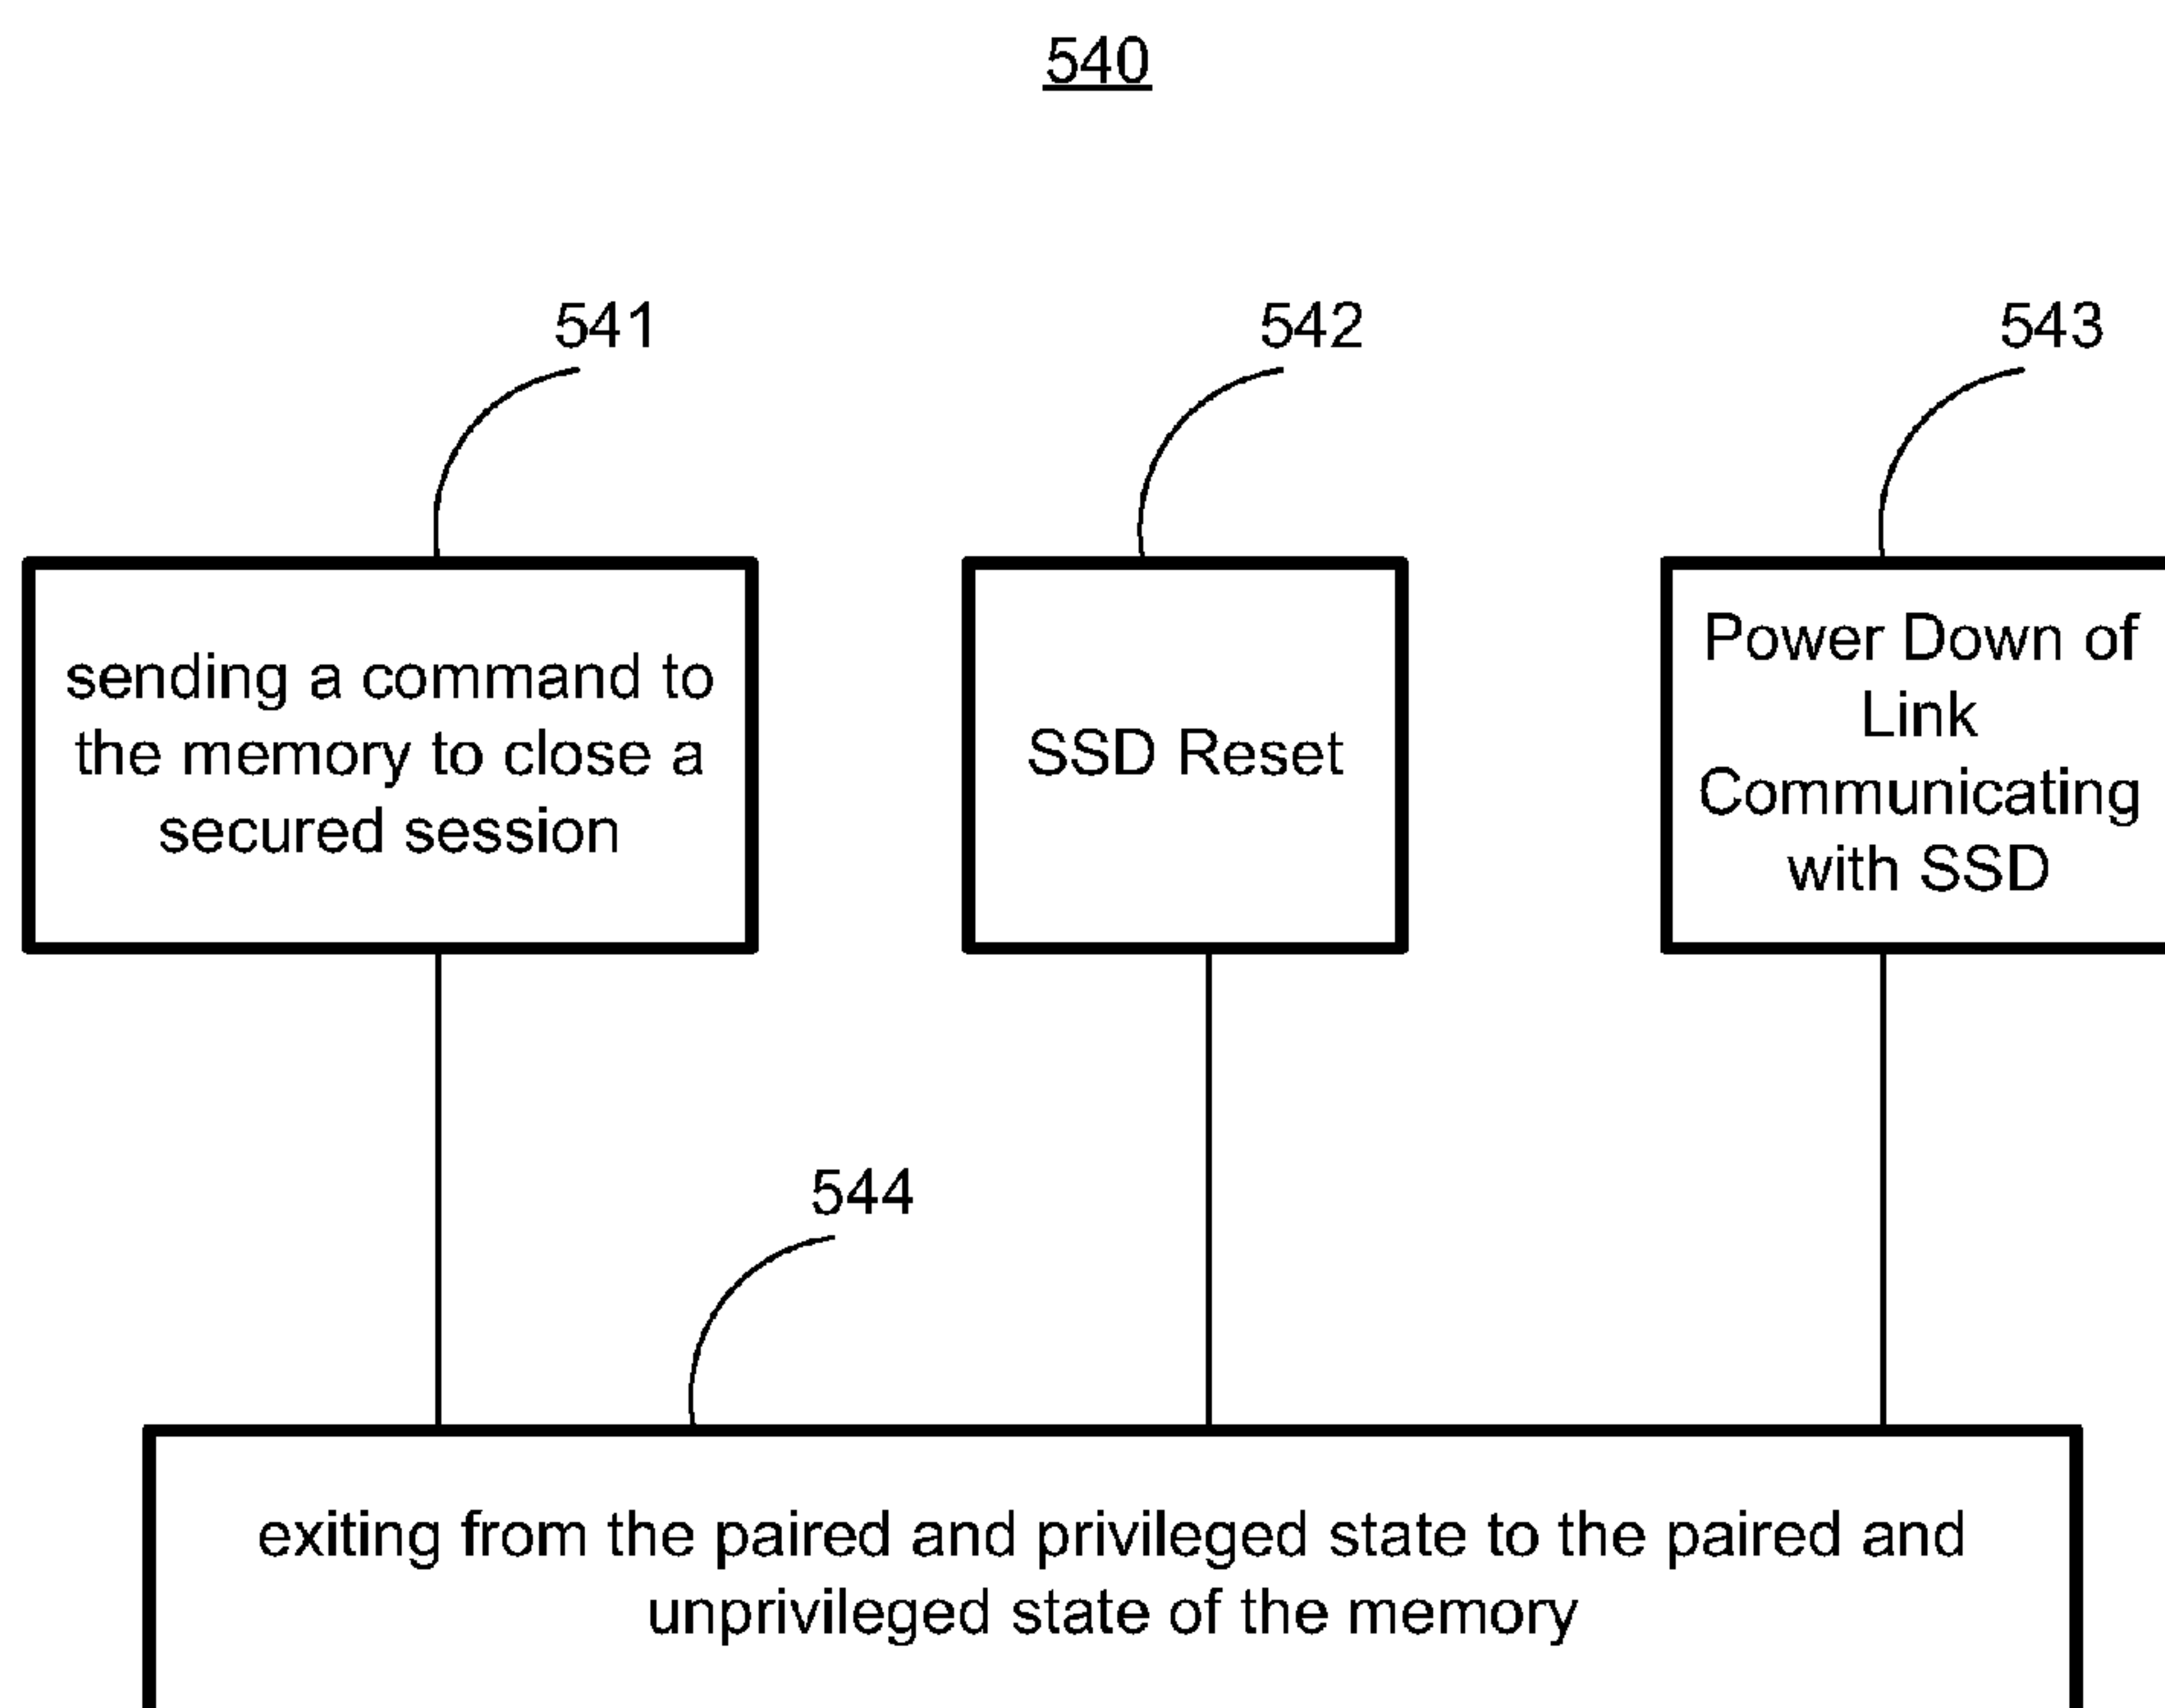 540
541
542
543
sending a command to
the memory to close a
secured session
SSD Reset
Power Down of
Link
Communicating
with SSD
544
exiting from the paired and privileged state to the paired and
unprivileged state of the memory